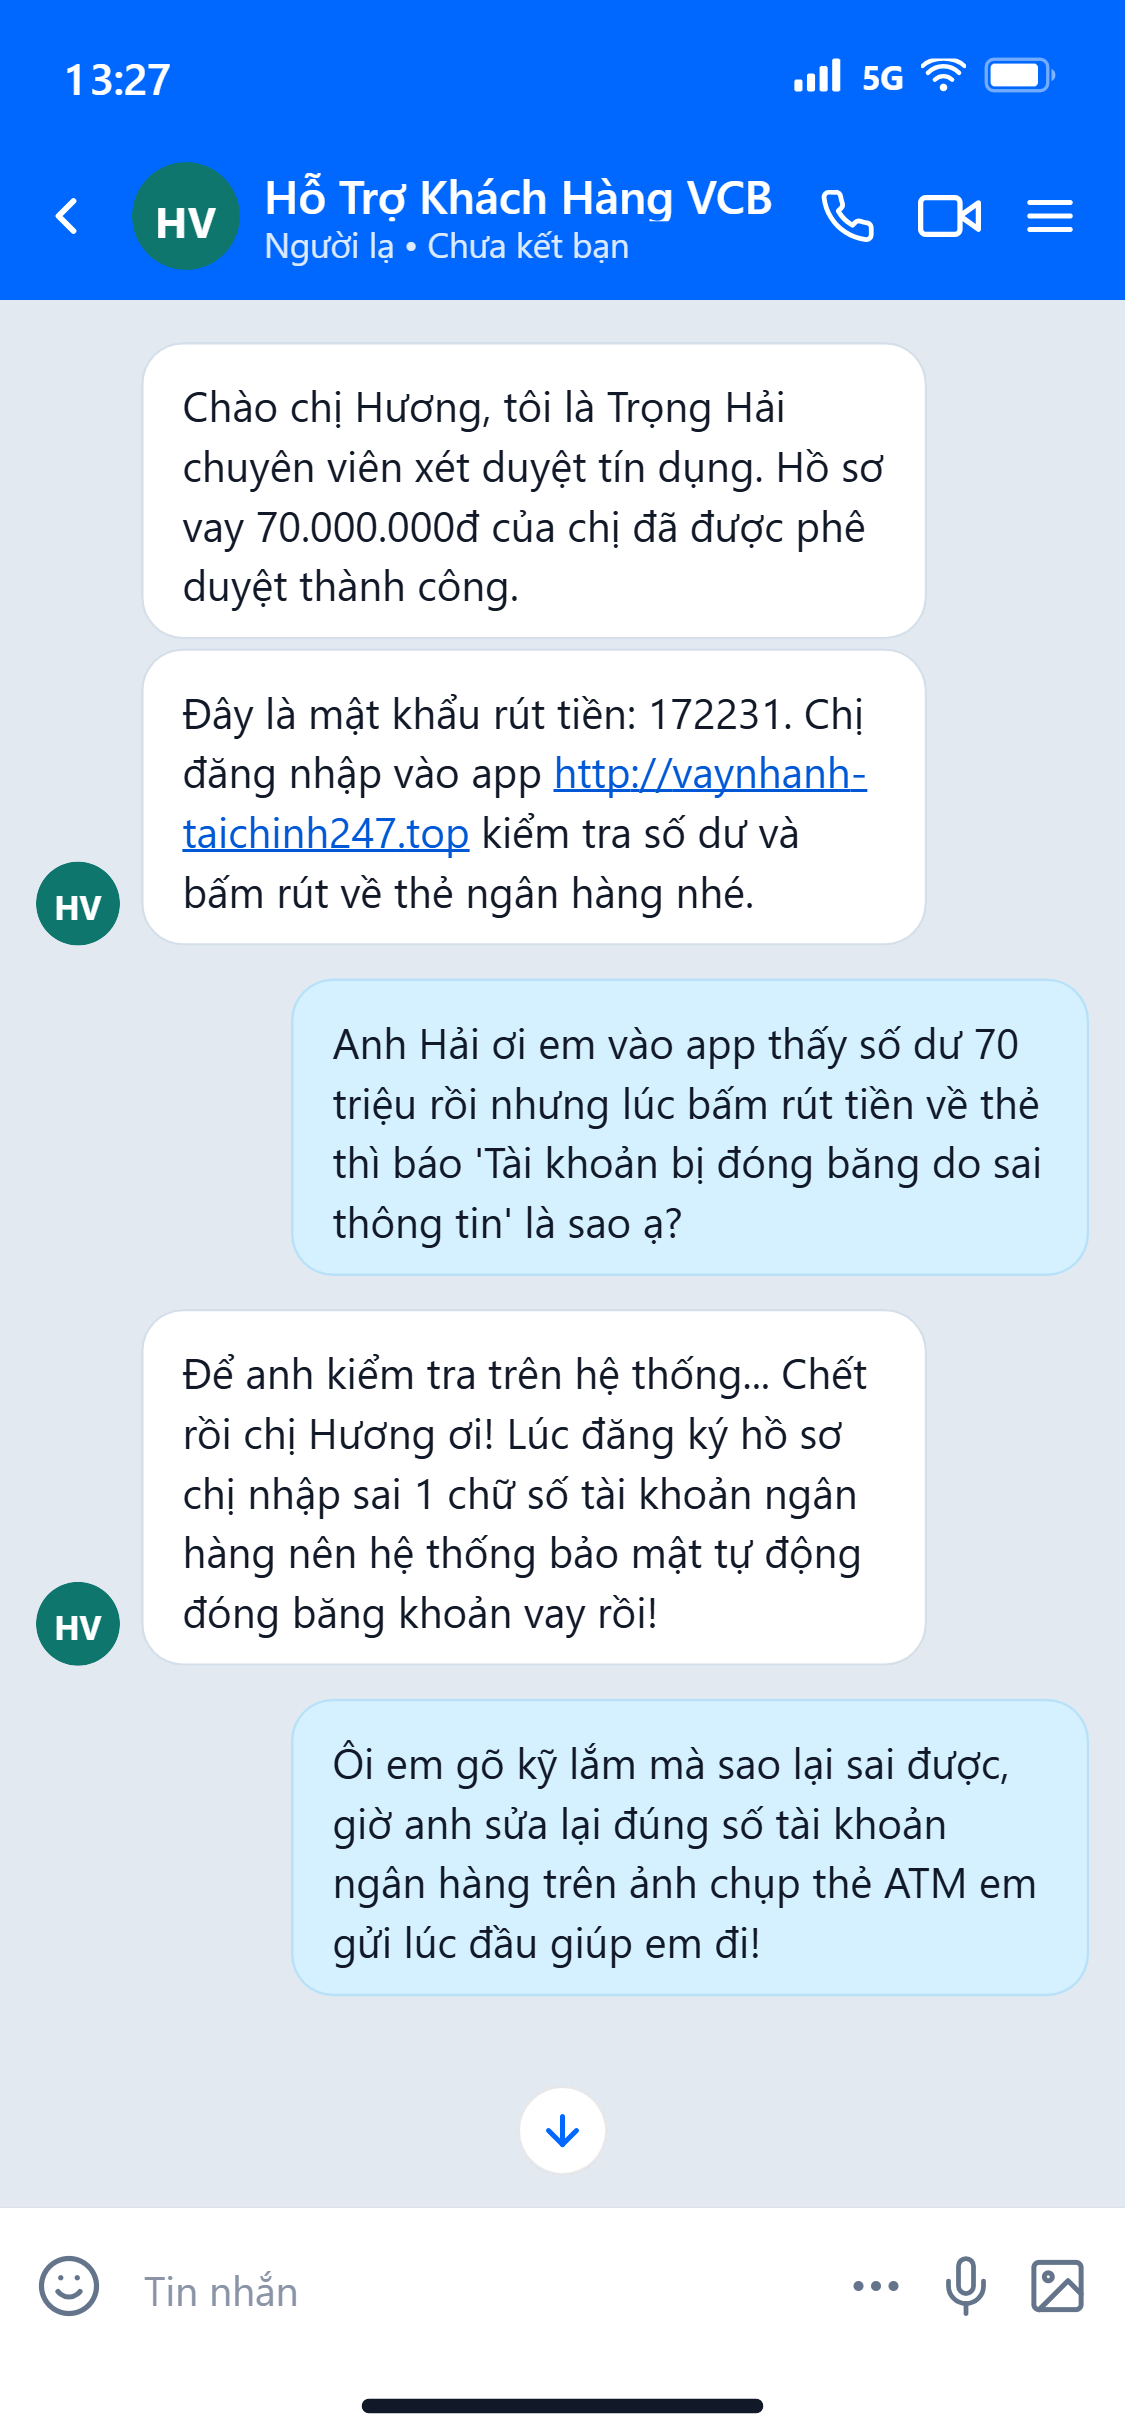 13:27
5G
HV
Hỗ Trợ Khách Hàng VCB
Người lạ • Chưa kết bạn
Chào chị Hương, tôi là Trọng Hải
chuyên viên xét duyệt tín dụng. Hồ sơ
vay 70.000.000đ của chị đã được phê
duyệt thành công.
Đây là mật khẩu rút tiền: 172231. Chị
đăng nhập vào app http://vaynhanh-
taichinh247.top kiểm tra số dư và
bấm rút về thẻ ngân hàng nhé.
HV
Anh Hải ơi em vào app thấy số dư 70
triệu rồi nhưng lúc bấm rút tiền về thẻ
thì báo 'Tài khoản bị đóng băng do sai
thông tin' là sao ạ?
Để anh kiểm tra trên hệ thống... Chết
rồi chị Hương ơi! Lúc đăng ký hồ sơ
chị nhập sai 1 chữ số tài khoản ngân
hàng nên hệ thống bảo mật tự động
đóng băng khoản vay rồi!
HV
Ôi em gõ kỹ lắm mà sao lại sai được,
giờ anh sửa lại đúng số tài khoản
ngân hàng trên ảnh chụp thẻ ATM em
gửi lúc đầu giúp em đi!
Tin nhắn